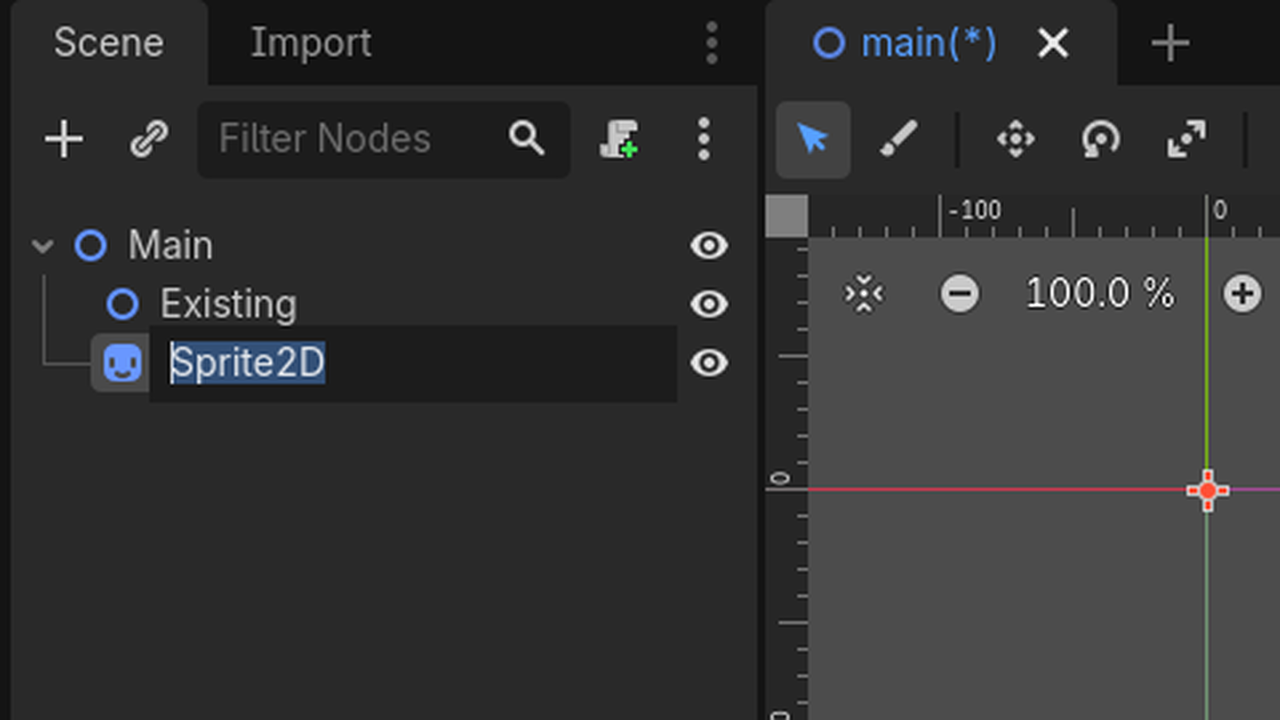 Scene Import
main(*)
Filter Nodes
-100 0
Main
Existing
100.0 %
Sprite2D
0